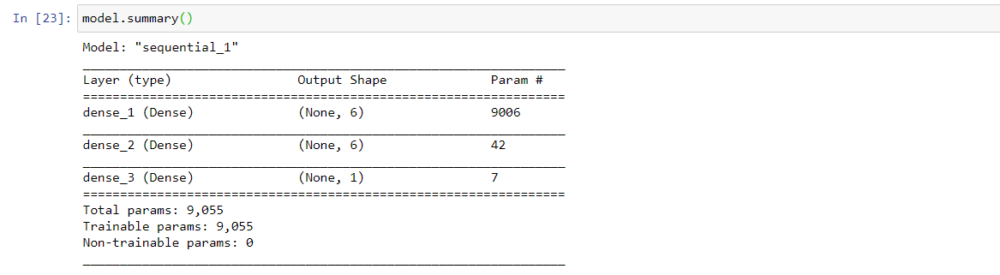 In [23]: model.summary()
Model: "sequential_1"
_________________________________________________________________
Layer (type)                 Output Shape              Param #
=================================================================
dense_1 (Dense)              (None, 6)                 9006
_________________________________________________________________
dense_2 (Dense)              (None, 6)                 42
_________________________________________________________________
dense_3 (Dense)              (None, 1)                 7
=================================================================
Total params: 9,055
Trainable params: 9,055
Non-trainable params: 0
_________________________________________________________________